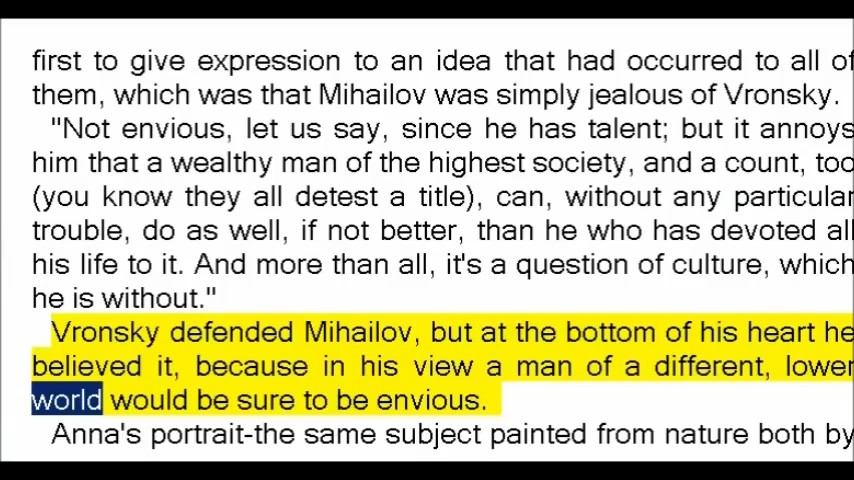 first to give expression to an idea that had occurred to all of
them, which was that Mihailov was simply jealous of Vronsky.
"Not envious, let us say, since he has talent; but it annoys
him that a wealthy man of the highest society, and a count, too
(you know they all detest a title), can, without any particular
trouble, do as well, if not better, than he who has devoted all
his life to it. And more than all, it's a question of culture, which
he is without."
Vronsky defended Mihailov, but at the bottom of his heart he
believed it, because in his view a man of a different, lower
world would be sure to be envious.
Anna's portrait-the same subject painted from nature both by